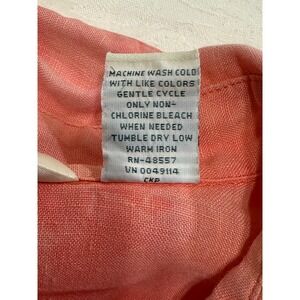 MACHINE WASH COLD
WITH LIKE COLORS
GENTLE CYCLE
ONLY NON-
CHLORINE BLEACH
WHEN NEEDED
TUMBLE DRY LOW
WARM IRON
RN-48557
VN 0049114
CKP